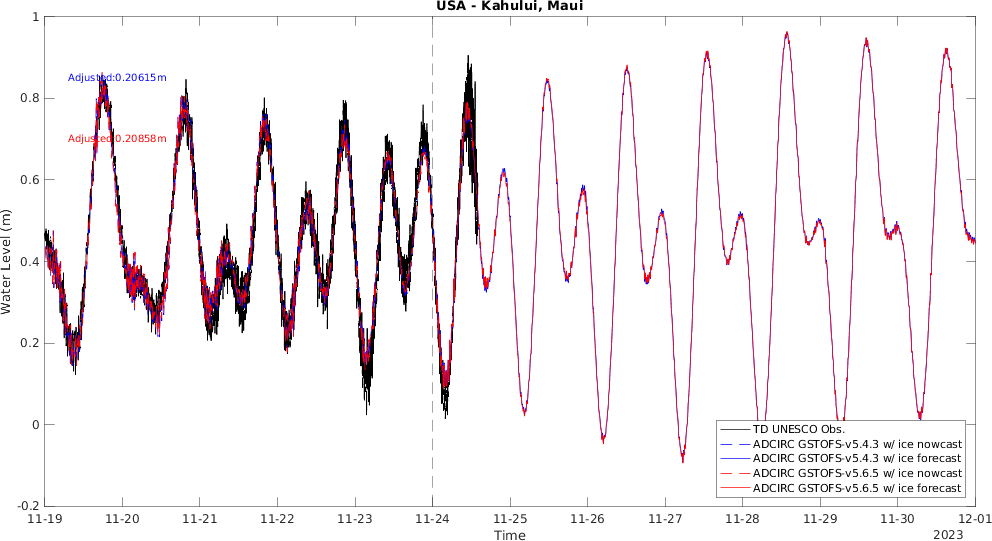 USA - Kahului, Maui
1
Adjusted:0.20615m
0.8
Adjusted:0.20858m
0.6
0.4
Water Level (m)
0.2
0
-0.2
TD UNESCO Obs.
ADCIRC GSTOFS-v5.4.3 w/ ice nowcast
ADCIRC GSTOFS-v5.4.3 w/ ice forecast
ADCIRC GSTOFS-v5.6.5 w/ ice nowcast
ADCIRC GSTOFS-v5.6.5 w/ ice forecast
11-19 11-20 11-21 11-22 11-23 11-24 11-25 11-26 11-27 11-28 11-29 11-30 12-01
Time
2023